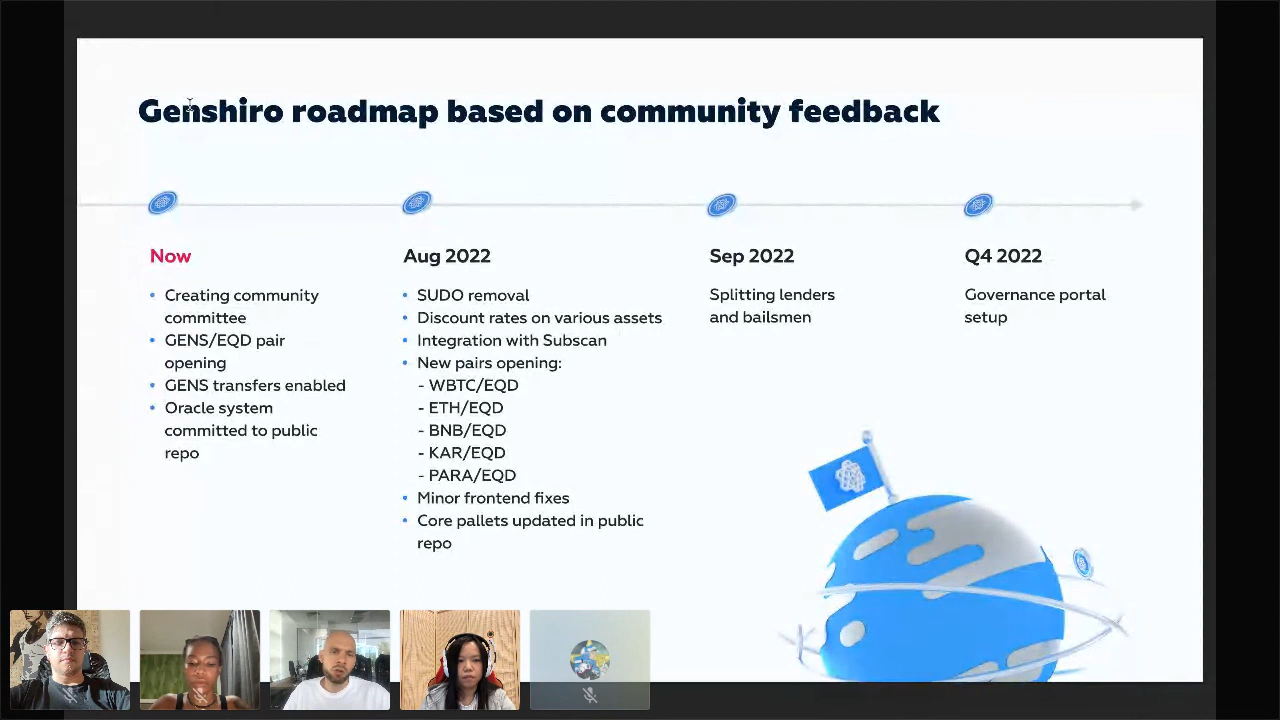 Genshiro roadmap based on community feedback
Now
• Creating community
committee
• GENS/EQD pair
opening
• GENS transfers enabled
• Oracle system
committed to public
repo
Aug 2022
• SUDO removal
• Discount rates on various assets
• Integration with Subscan
• New pairs opening:
- WBTC/EQD
- ETH/EQD
- BNB/EQD
- KAR/EQD
- PARA/EQD
• Minor frontend fixes
• Core pallets updated in public
repo
Sep 2022
Splitting lenders
and bailsmen
Q4 2022
Governance portal
setup